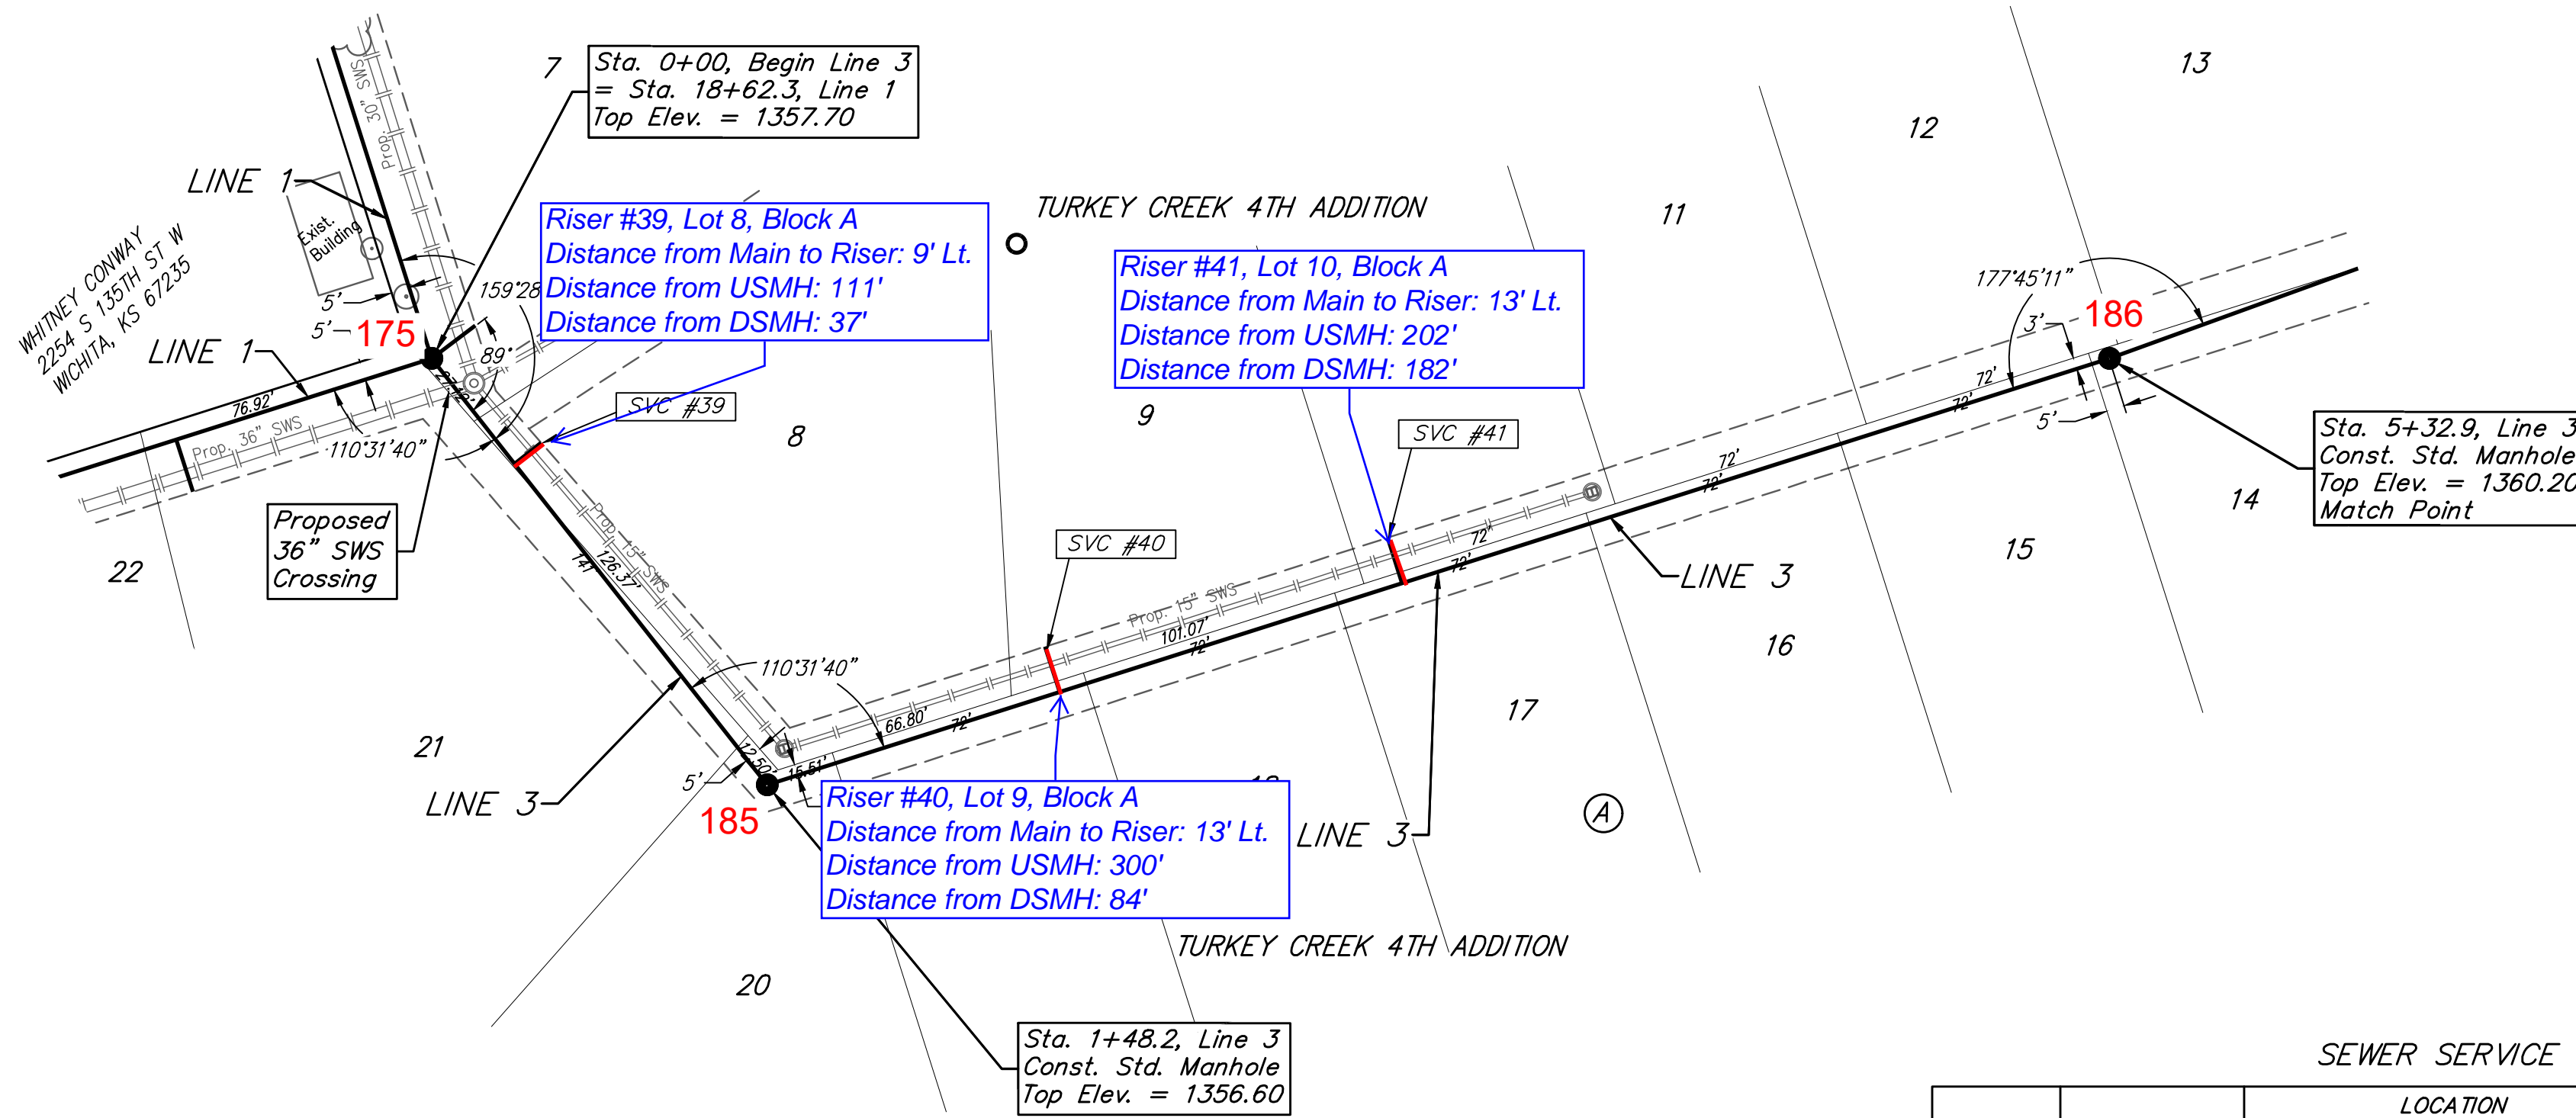 13
12
11
7
Sta. 0+00, Begin Line 3
= Sta. 18+62.3, Line 1
Top Elev. = 1357.70
Prop. 30" SWS
LINE 1
Exist.
Building
WHITNEY CONWAY
2254 S 135TH ST W
WICHITA, KS 67235
5'
5'
175
LINE 1
159°28
89°
Riser #39, Lot 8, Block A
Distance from Main to Riser: 9' Lt.
Distance from USMH: 111'
Distance from DSMH: 37'
TURKEY CREEK 4TH ADDITION
Riser #41, Lot 10, Block A
Distance from Main to Riser: 13' Lt.
Distance from USMH: 202'
Distance from DSMH: 182'
177°45'11"
186
3'
5'
Sta. 5+32.9, Line 3
Const. Std. Manhole
Top Elev. = 1360.20
Match Point
76.92'
Prop. 36" SWS
110°31'40"
SVC #39
8
9
SVC #41
72'
72'
72'
72'
72'
72'
14
15
16
17
Proposed
36" SWS
Crossing
22
Prop. 15" SWS
126.37'
141'
SVC #40
Prop. 15" SWS
101.07'
72'
LINE 3
110°31'40"
66.80'
72'
21
LINE 3
5'
12.50'
15.51'
185
Riser #40, Lot 9, Block A
Distance from Main to Riser: 13' Lt.
Distance from USMH: 300'
Distance from DSMH: 84'
LINE 3
A
TURKEY CREEK 4TH ADDITION
20
Sta. 1+48.2, Line 3
Const. Std. Manhole
Top Elev. = 1356.60
SEWER SERVICE
LOCATION